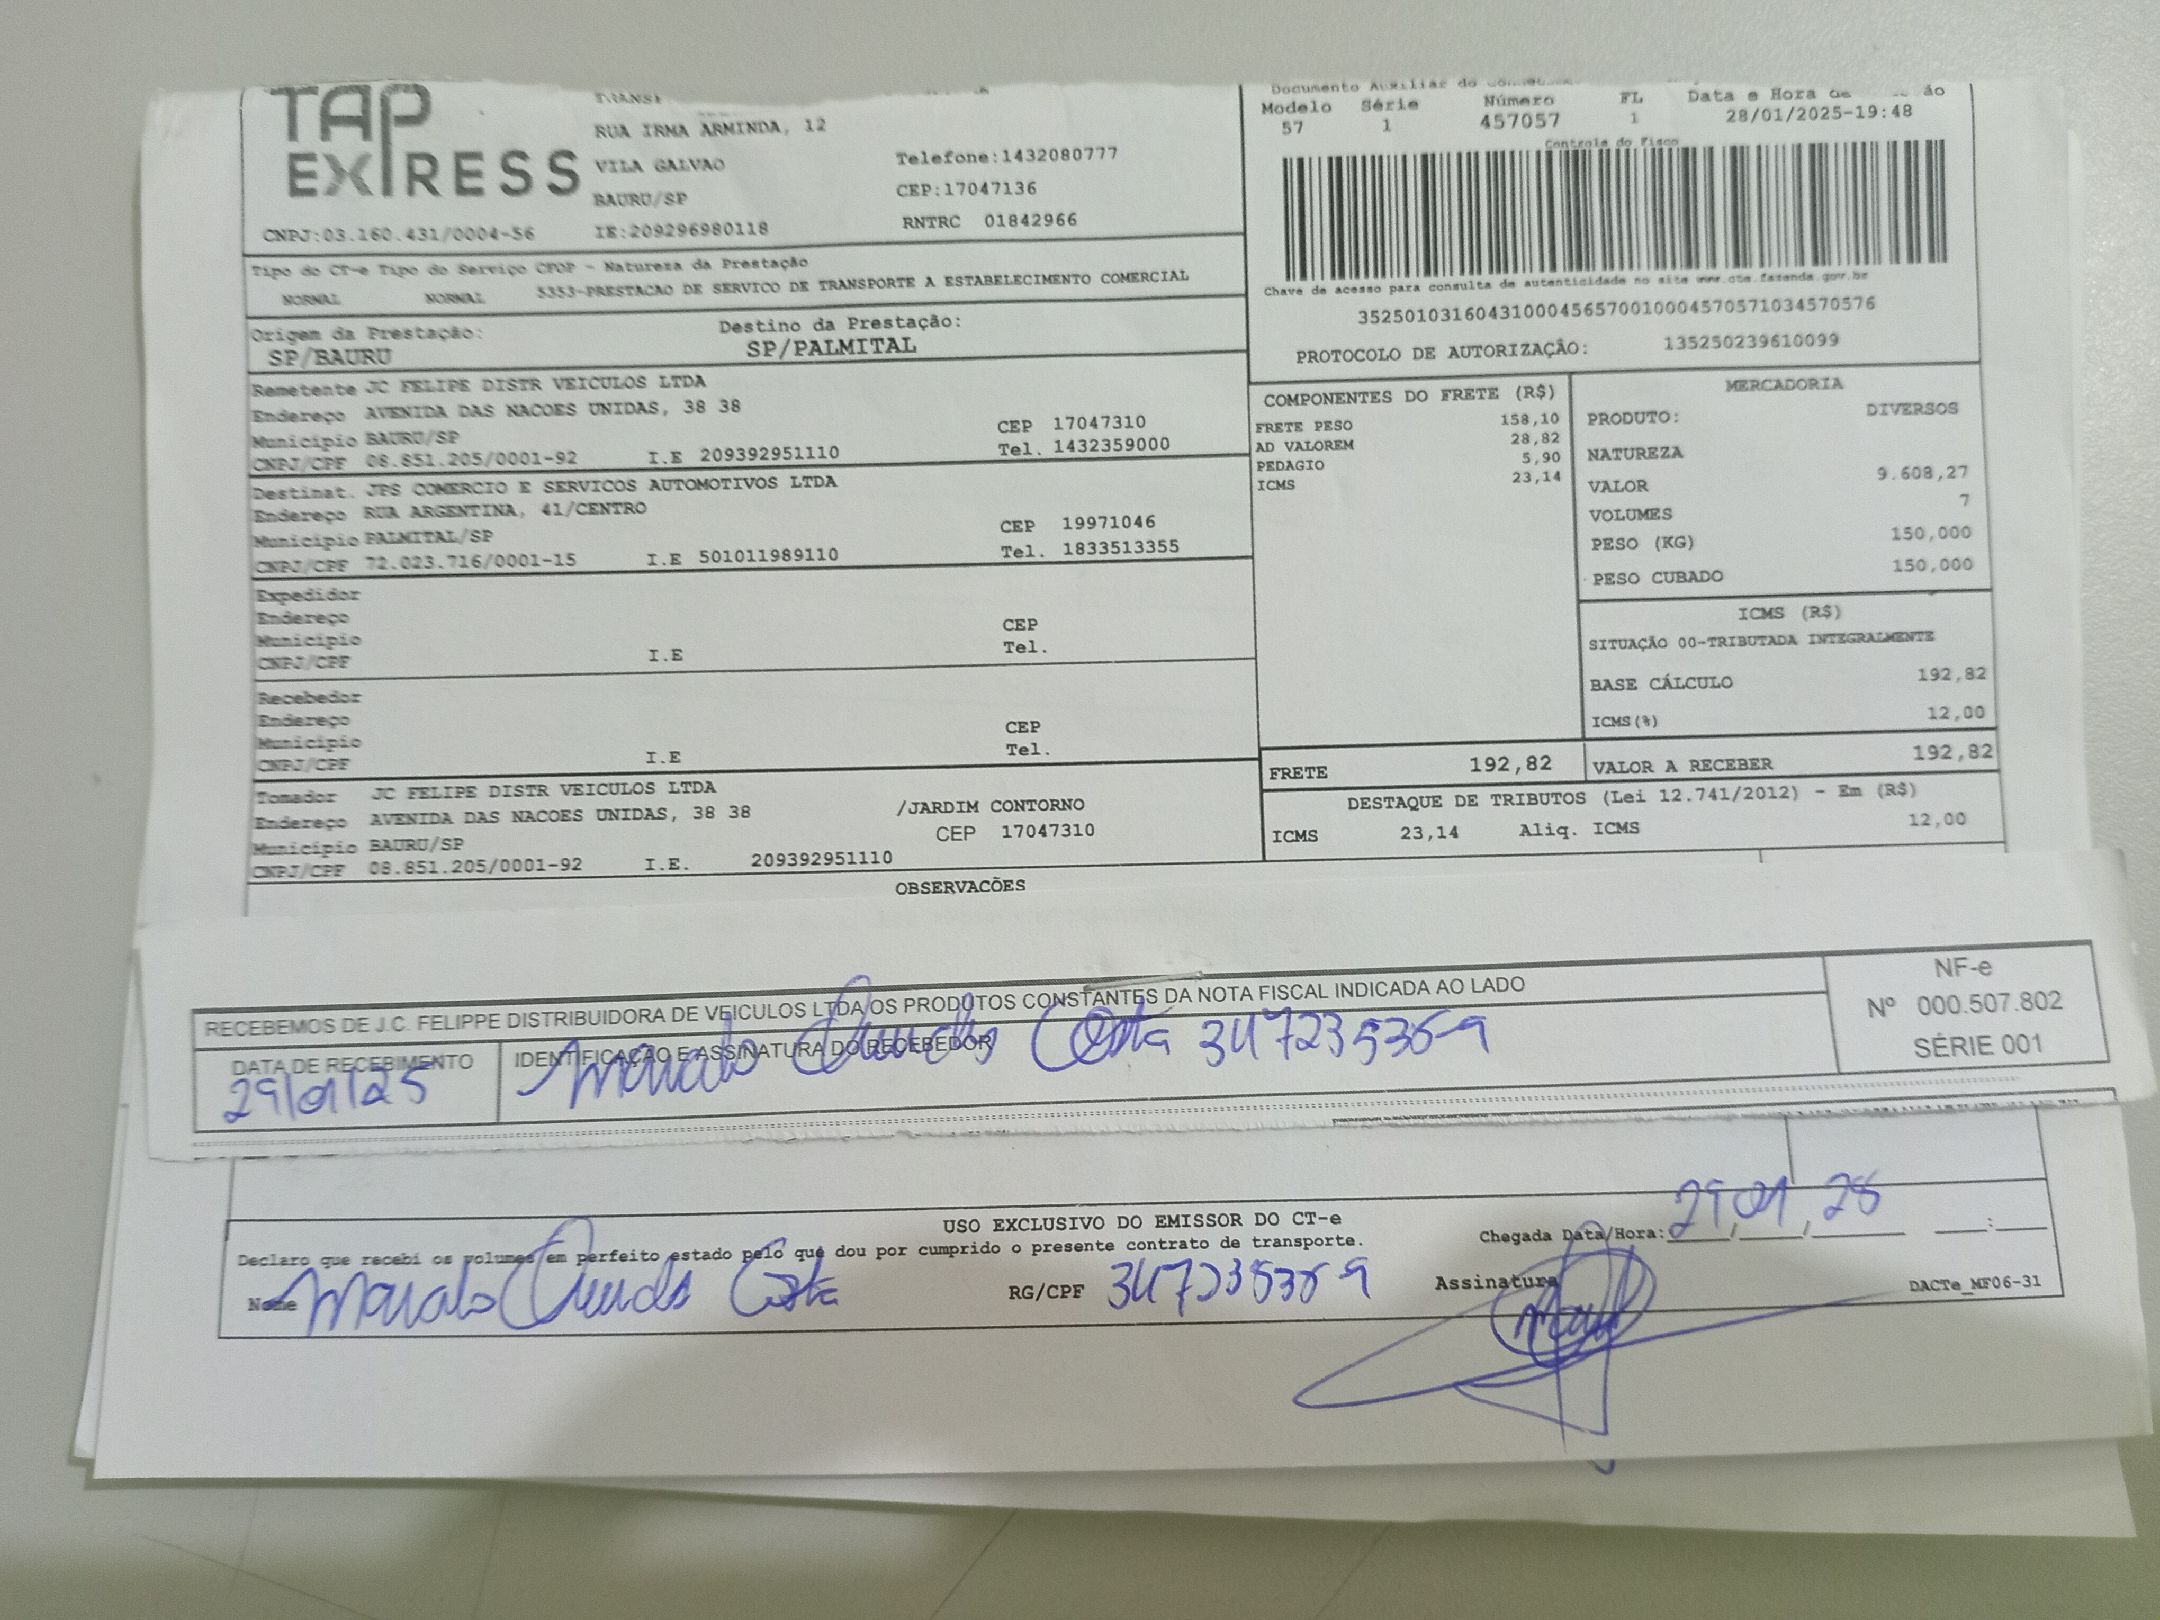 TAP
EXPRESS
RUA IRMA ARMINDA, 12
VILA GALVAO
BAURU/SP
Telefone:1432080777
CEP:17047136
RNTRC 01842966
CNPJ:03.160.431/0004-56 IE:209296980118
Documento Auxiliar do
Modelo Série Número FL Data e Hora de
57 1 457057 1 28/01/2025-19:48
Controle do Fisco
Chave de acesso para consulta de autenticidade no site www.cte.fazenda.gov.br
35250103160431000456570010004570571034570576
PROTOCOLO DE AUTORIZAÇÃO: 135250239610099
Tipo do CT-e Tipo do Serviço CFOP - Natureza da Prestação
NORMAL NORMAL 5353-PRESTACAO DE SERVICO DE TRANSPORTE A ESTABELECIMENTO COMERCIAL
Origem da Prestação: Destino da Prestação:
SP/BAURU SP/PALMITAL
Remetente JC FELIPE DISTR VEICULOS LTDA
Endereço AVENIDA DAS NACOES UNIDAS, 38 38
Município BAURU/SP CEP 17047310
CNPJ/CPF 08.851.205/0001-92 I.E 209392951110 Tel. 1432359000
Destinat. JPS COMERCIO E SERVICOS AUTOMOTIVOS LTDA
Endereço RUA ARGENTINA, 41/CENTRO
Município PALMITAL/SP CEP 19971046
CNPJ/CPF 72.023.716/0001-15 I.E 501011989110 Tel. 1833513355
Expedidor
Endereço
Município CEP
CNPJ/CPF I.E Tel.
Recebedor
Endereço
Município CEP
CNPJ/CPF I.E Tel.
Tomador JC FELIPE DISTR VEICULOS LTDA
Endereço AVENIDA DAS NACOES UNIDAS, 38 38 /JARDIM CONTORNO
Município BAURU/SP CEP 17047310
CNPJ/CPF 08.851.205/0001-92 I.E. 209392951110
COMPONENTES DO FRETE (R$)
FRETE PESO 158,10
AD VALOREM 28,82
PEDAGIO 5,90
ICMS 23,14
MERCADORIA
PRODUTO: DIVERSOS
NATUREZA
VALOR 9.608,27
VOLUMES 7
PESO (KG) 150,000
PESO CUBADO 150,000
ICMS (R$)
SITUAÇÃO 00-TRIBUTADA INTEGRALMENTE
BASE CÁLCULO 192,82
ICMS(%) 12,00
FRETE 192,82 VALOR A RECEBER 192,82
DESTAQUE DE TRIBUTOS (Lei 12.741/2012) - Em (R$)
ICMS 23,14 Aliq. ICMS 12,00
OBSERVACÕES
RECEBEMOS DE J.C. FELIPPE DISTRIBUIDORA DE VEICULOS LTDA OS PRODUTOS CONSTANTES DA NOTA FISCAL INDICADA AO LADO
NF-e
Nº 000.507.802
SÉRIE 001
DATA DE RECEBIMENTO IDENTIFICAÇAO E ASSINATURA DO RECEBEDOR
29/01/25 Costa
USO EXCLUSIVO DO EMISSOR DO CT-e
Declaro que recebi os volumes em perfeito estado pelo que dou por cumprido o presente contrato de transporte.
Chegada Data/Hora: 29/01/25
Nome Costa RG/CPF Assinatura
DACTe_MF06-31